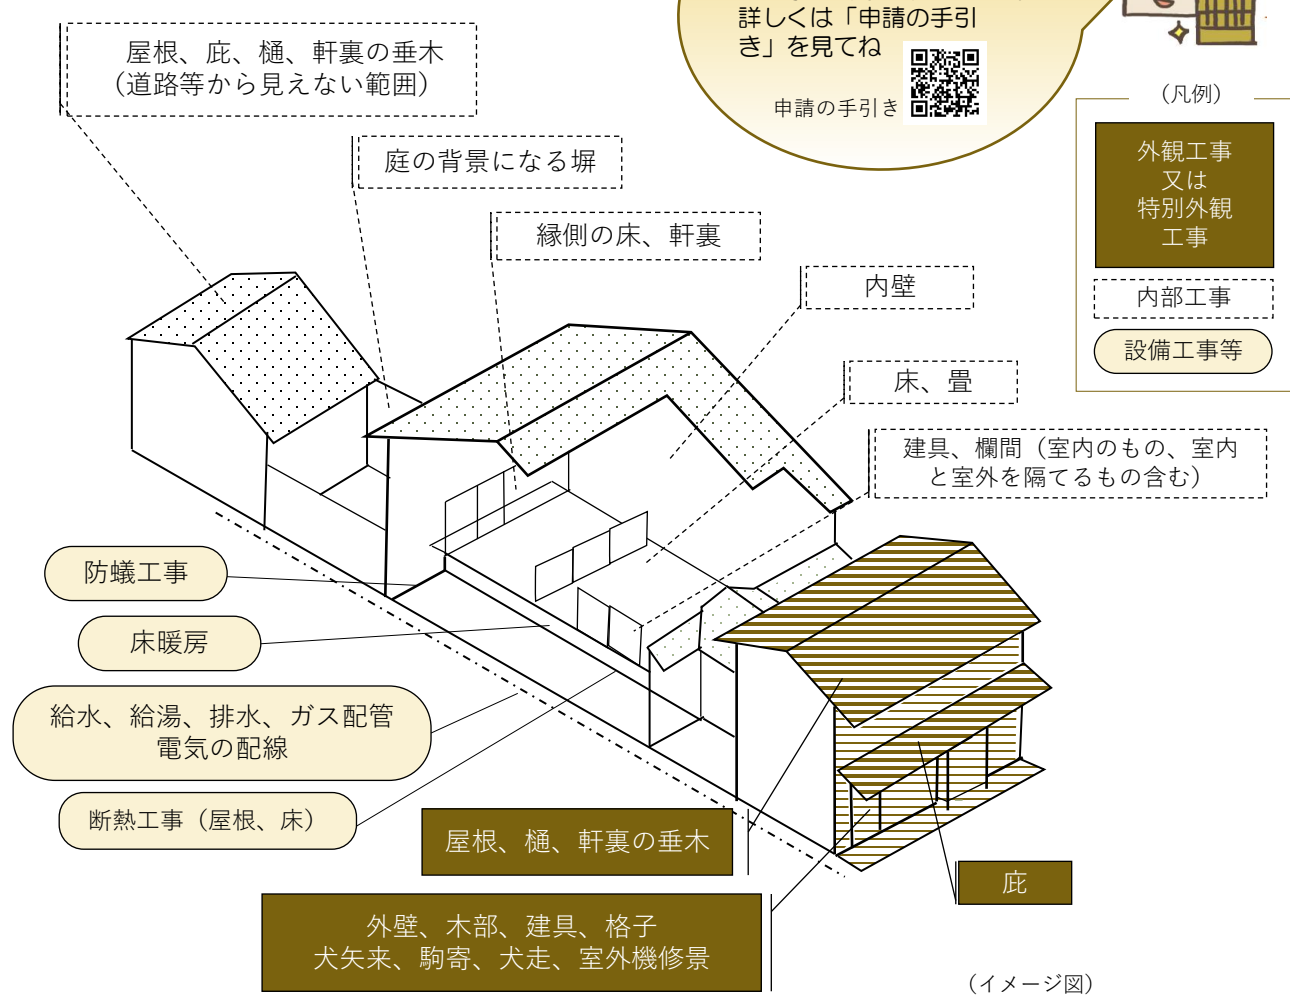 詳しくは「申請の手引
き」を見てね
申請の手引き
（凡例）
外観工事
又は
特別外観
工事
内部工事
設備工事等
屋根、庇、樋、軒裏の垂木
（道路等から見えない範囲）
庭の背景になる塀
縁側の床、軒裏
内壁
床、畳
建具、欄間（室内のもの、室内
と室外を隔てるもの含む）
防蟻工事
床暖房
給水、給湯、排水、ガス配管
電気の配線
断熱工事（屋根、床）
屋根、樋、軒裏の垂木
庇
外壁、木部、建具、格子
犬矢来、駒寄、犬走、室外機修景
（イメージ図）